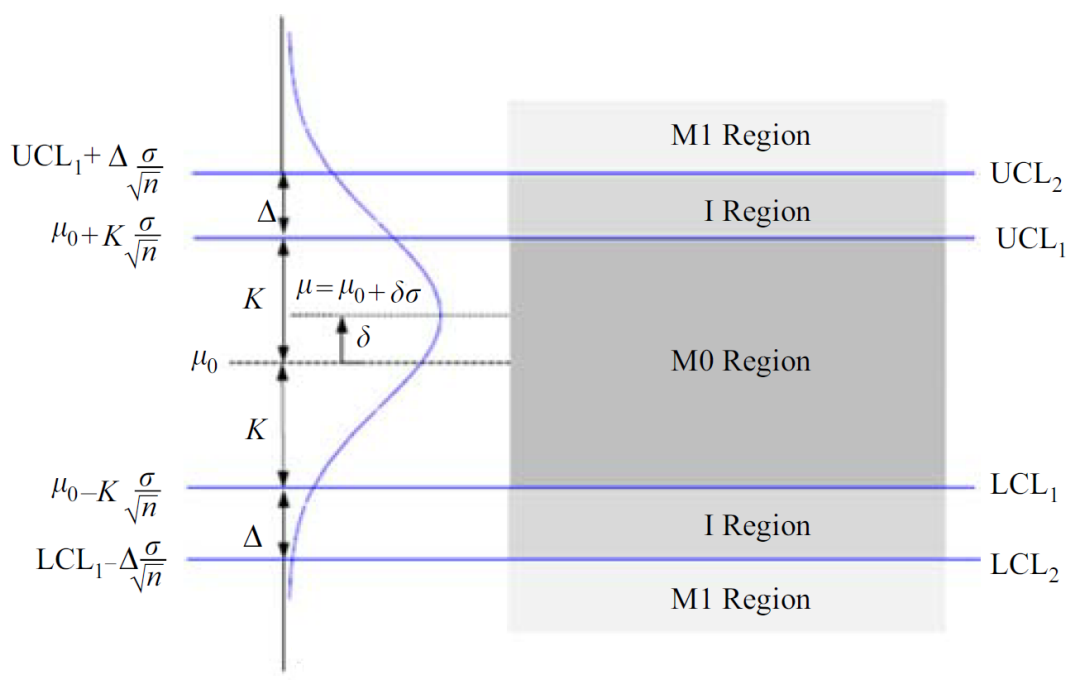 M1 Region
UCL₁+ Δ σ/√n
UCL₂
Δ
I Region
μ₀+K σ/√n
UCL₁
K
μ=μ₀+δσ
δ
μ₀
M0 Region
K
μ₀−K σ/√n
LCL₁
Δ
I Region
LCL₁−Δσ/√n
LCL₂
M1 Region